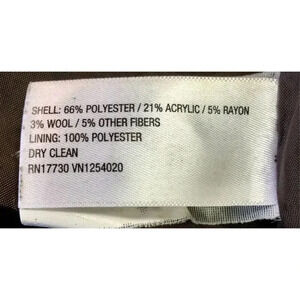 SHELL: 66% POLYESTER / 21% ACRYLIC / 5% RAYON
3% WOOL / 5% OTHER FIBERS
LINING: 100% POLYESTER
DRY CLEAN
RN17730 VN1254020